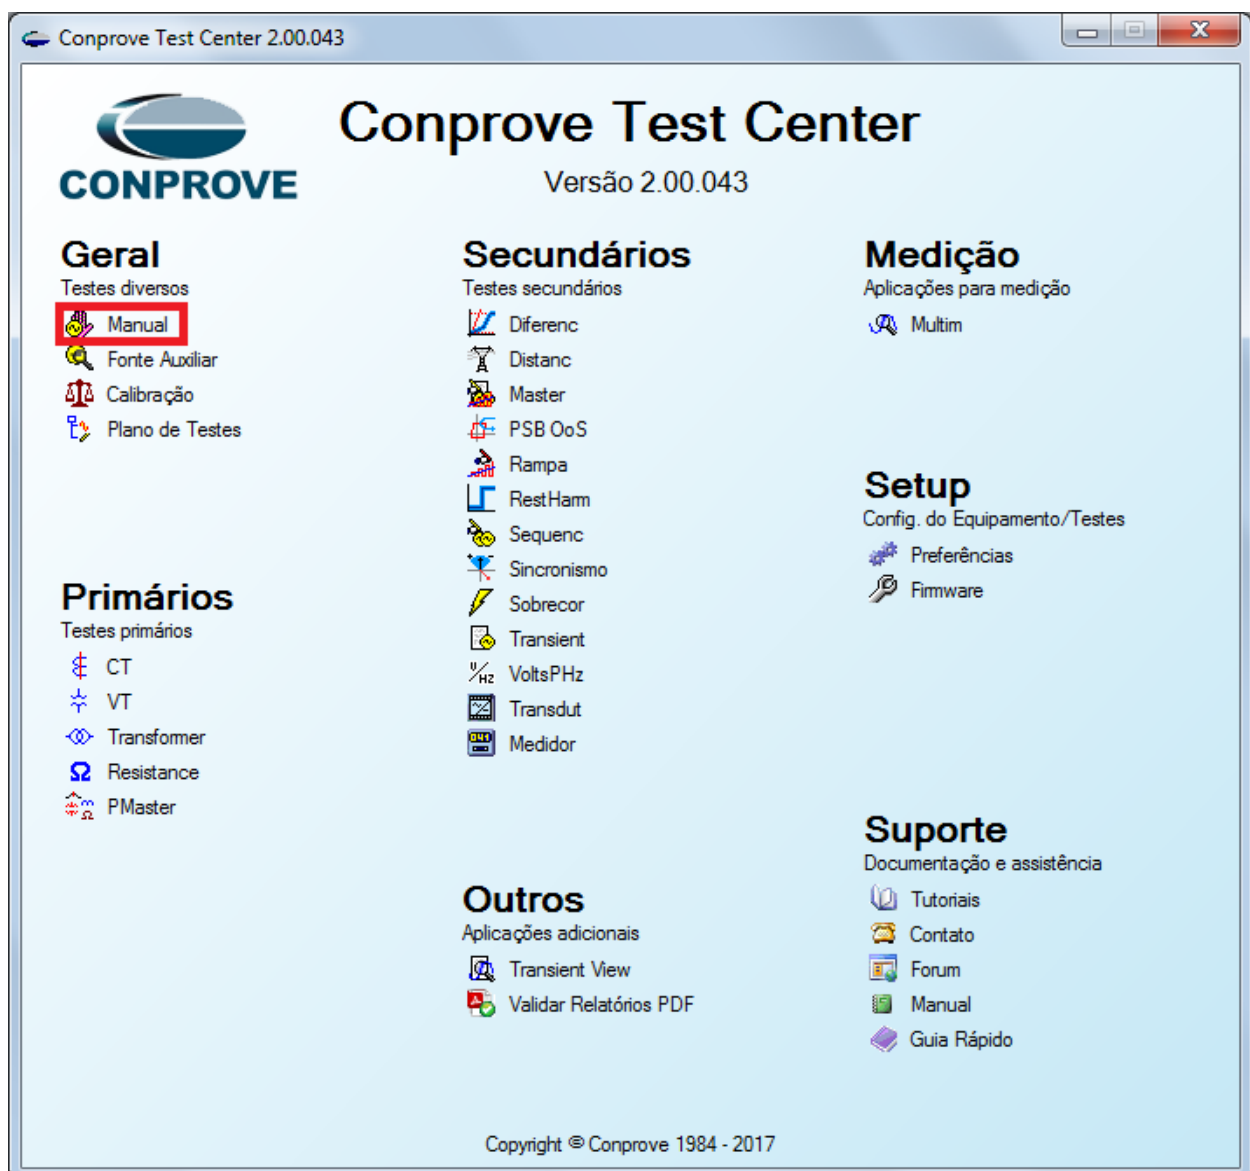 Conprove Test Center 2.00.043
CONPROVE
Conprove Test Center
Versão 2.00.043
Geral
Testes diversos
Manual
Fonte Auxiliar
Calibração
Plano de Testes
Primários
Testes primários
CT
VT
Transformer
Resistance
PMaster
Secundários
Testes secundários
Diferenc
Distanc
Master
PSB OoS
Rampa
RestHarm
Sequenc
Sincronismo
Sobrecor
Transient
VoltsPHz
Transdut
Medidor
Outros
Aplicações adicionais
Transient View
Validar Relatórios PDF
Medição
Aplicações para medição
Multim
Setup
Config. do Equipamento/Testes
Preferências
Firmware
Suporte
Documentação e assistência
Tutoriais
Contato
Forum
Manual
Guia Rápido
Copyright © Conprove 1984 - 2017